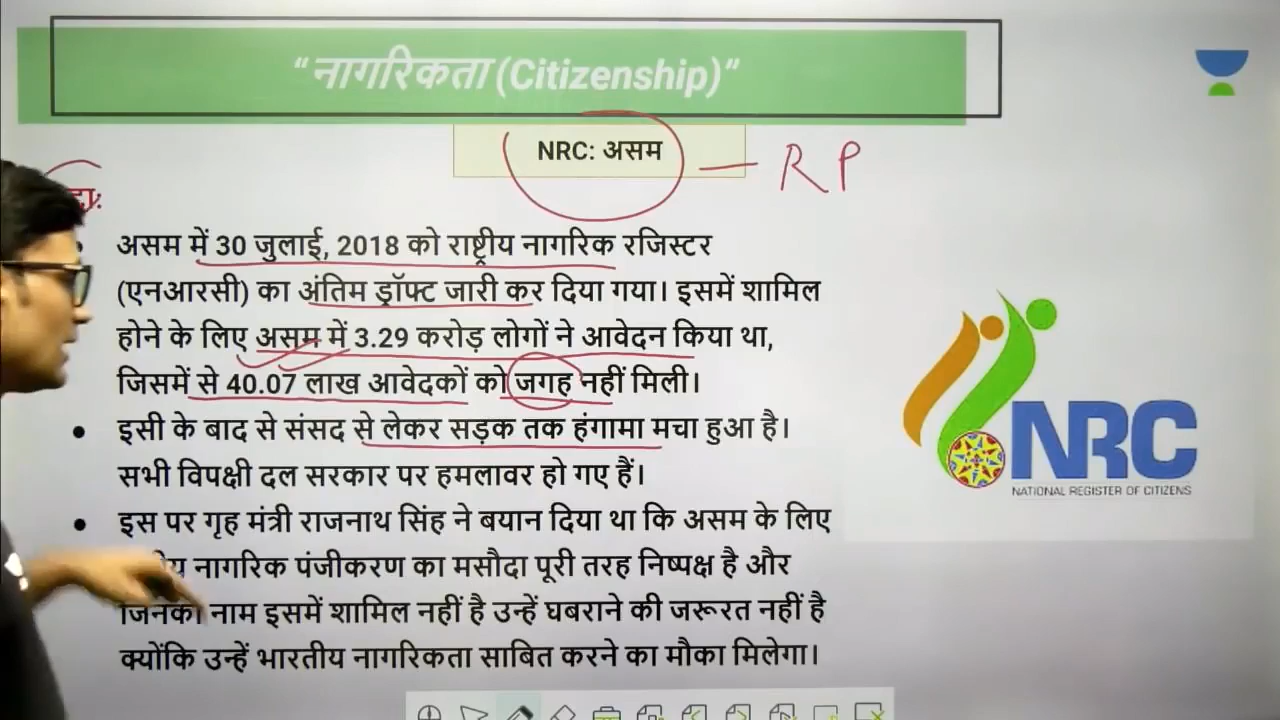 “नागरिकता (Citizenship)”
NRC: असम
R P
असम में 30 जुलाई, 2018 को राष्ट्रीय नागरिक रजिस्टर
(एनआरसी) का अंतिम ड्रॉफ्ट जारी कर दिया गया। इसमें शामिल
होने के लिए असम में 3.29 करोड़ लोगों ने आवेदन किया था,
जिसमें से 40.07 लाख आवेदकों को जगह नहीं मिली।
इसी के बाद से संसद से लेकर सड़क तक हंगामा मचा हुआ है।
सभी विपक्षी दल सरकार पर हमलावर हो गए हैं।
इस पर गृह मंत्री राजनाथ सिंह ने बयान दिया था कि असम के लिए
नागरिक पंजीकरण का मसौदा पूरी तरह निष्पक्ष है और
जिनका नाम इसमें शामिल नहीं है उन्हें घबराने की जरूरत नहीं है
क्योंकि उन्हें भारतीय नागरिकता साबित करने का मौका मिलेगा।
NRC
NATIONAL REGISTER OF CITIZENS